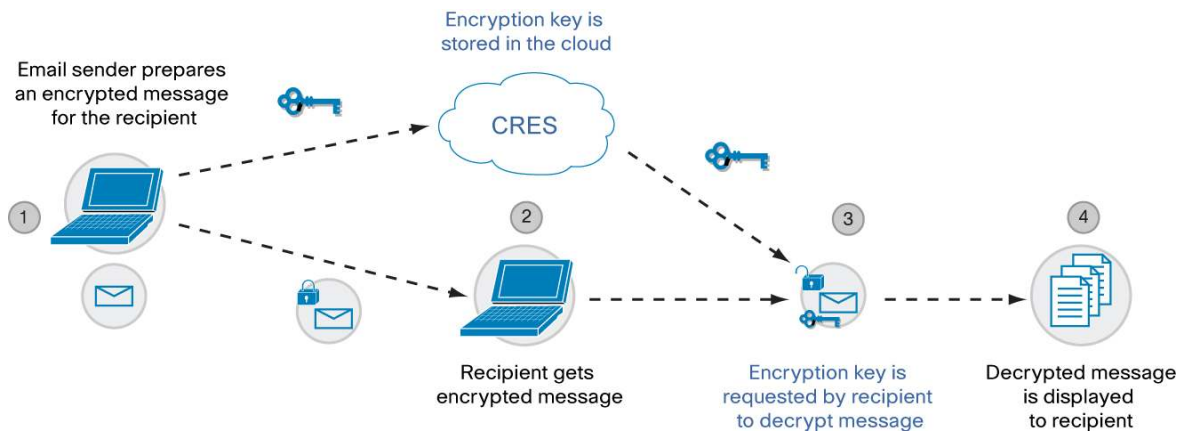 Encryption key is
stored in the cloud
Email sender prepares
an encrypted message
for the recipient
CRES
1
2
3
4
Recipient gets
encrypted message
Encryption key is
requested by recipient
to decrypt message
Decrypted message
is displayed
to recipient